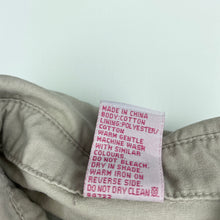 MADE IN CHINA
BODY:COTTON
LINING:POLYESTER/
COTTON
WARM GENTLE
MACHINE WASH
WITH SIMILAR
COLOURS.
DO NOT BLEACH.
DRY IN SHADE
WARM IRON ON
REVERSE SIDE.
DO NOT DRY CLEAN